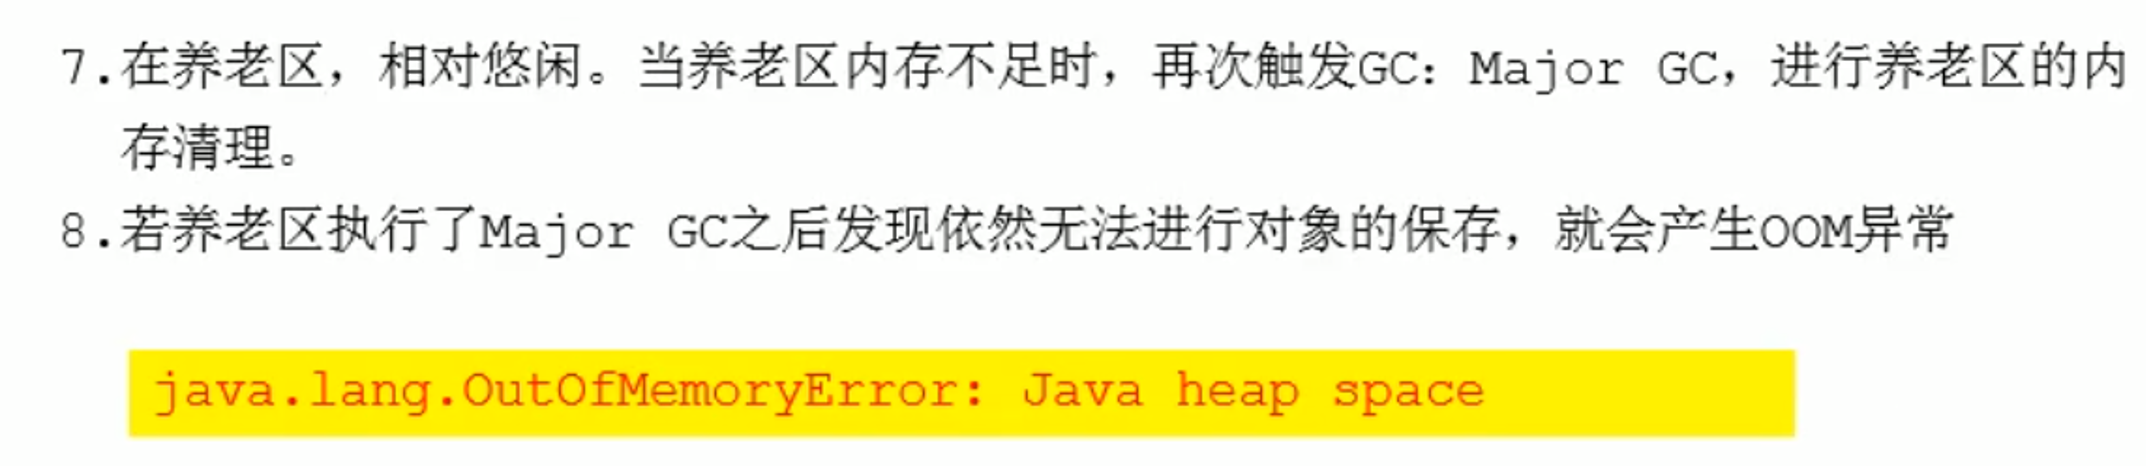 7.在养老区，相对悠闲。当养老区内存不足时，再次触发GC：Major GC，进行养老区的内
存清理。
8.若养老区执行了Major GC之后发现依然无法进行对象的保存，就会产生OOM异常
java.lang.OutOfMemoryError: Java heap space